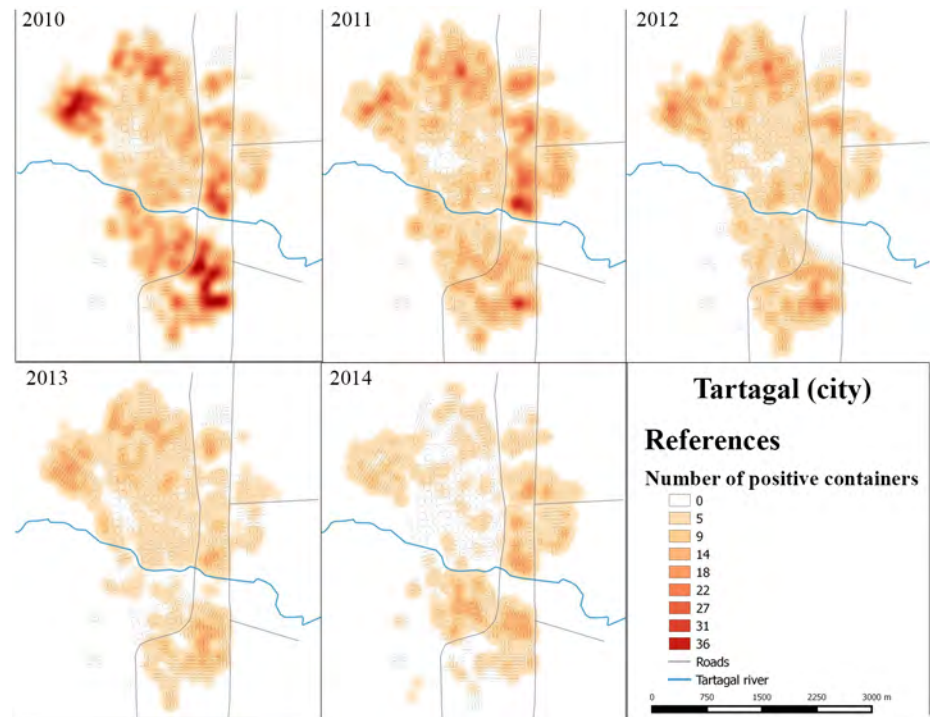 2010
2011
2012
2013
2014
Tartagal (city)
References
Number of positive containers
0
5
9
14
18
22
27
31
36
Roads
Tartagal river
0 750 1500 2250 3000 m